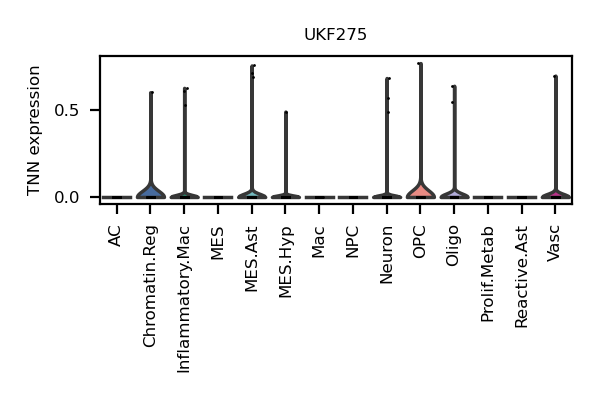 UKF275
TNN expression
0.5
0.0
AC
Chromatin.Reg
Inflammatory.Mac
MES
MES.Ast
MES.Hyp
Mac
NPC
Neuron
OPC
Oligo
Prolif.Metab
Reactive.Ast
Vasc